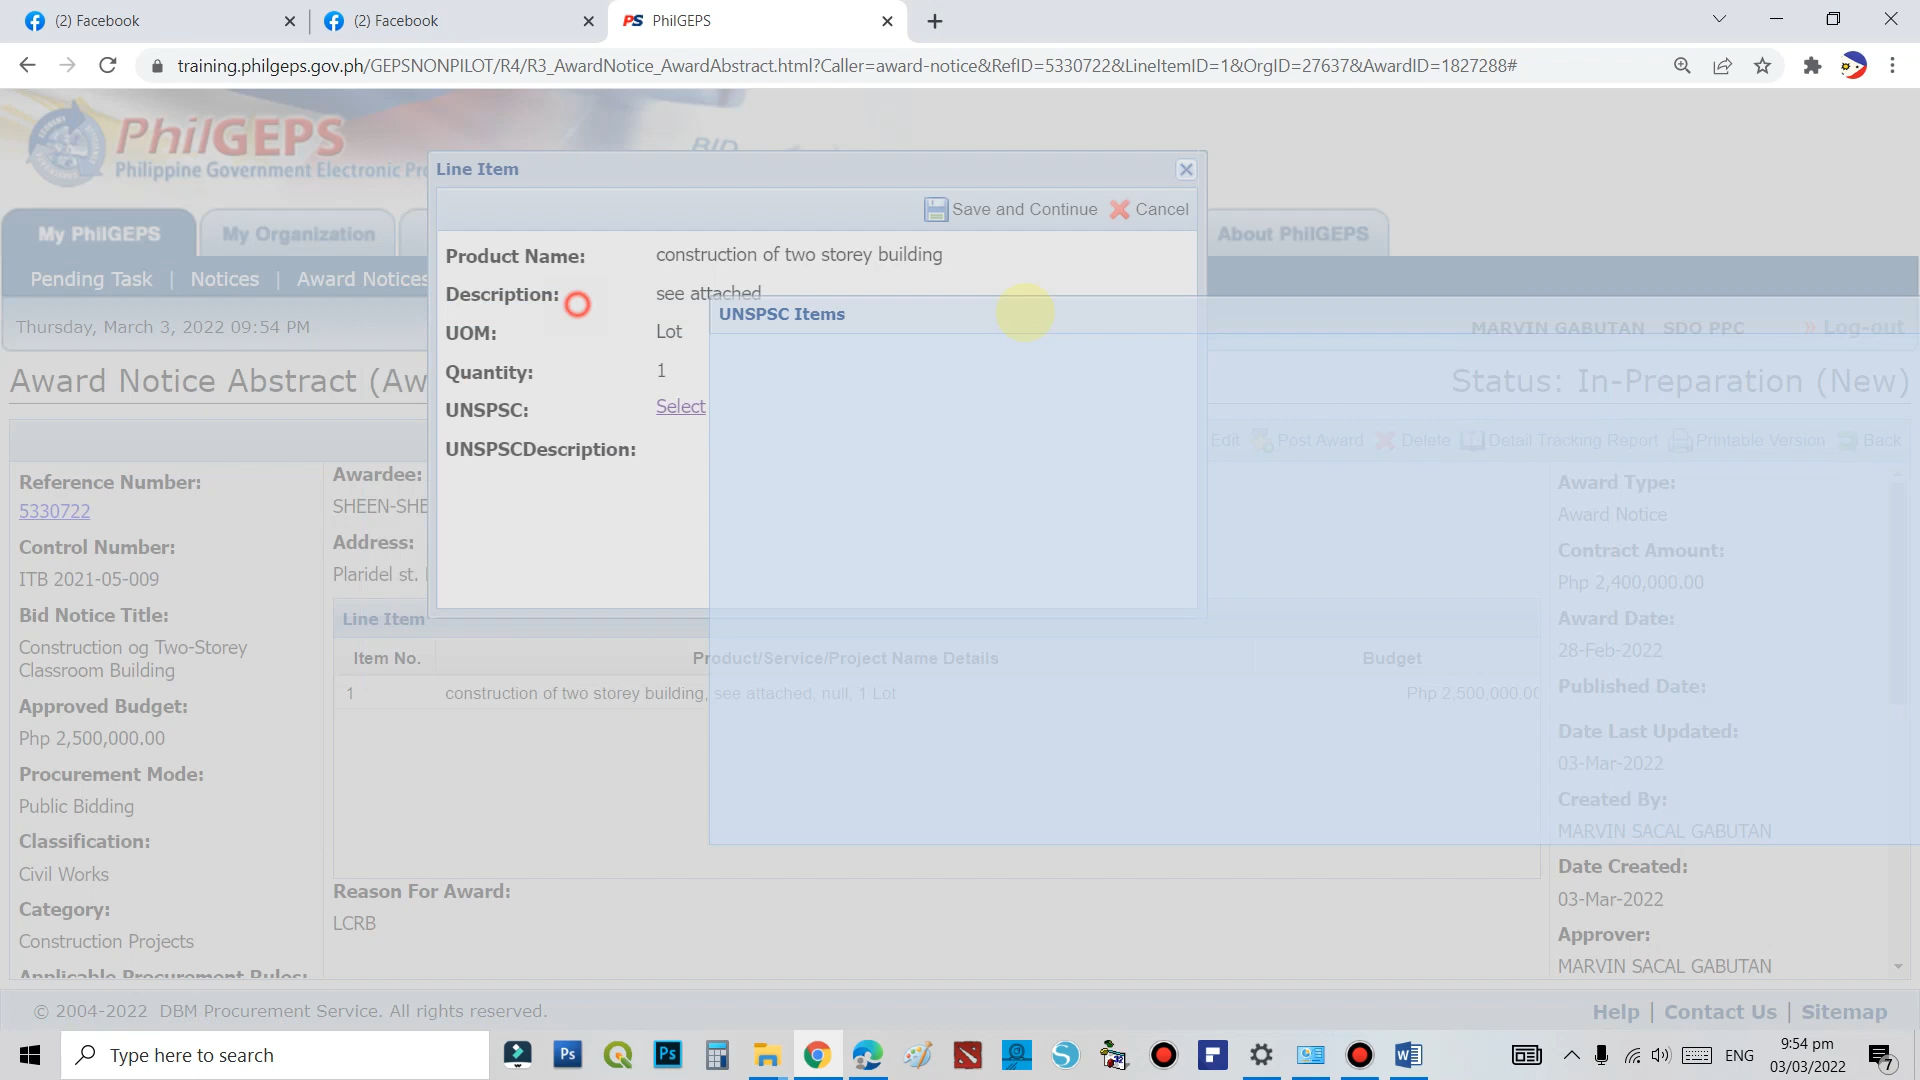 (2) Facebook
(2) Facebook
PS PhilGEPS
training.philgeps.gov.ph/GEPSNONPILOT/R4/R3_AwardNotice_AwardAbstract.html?Caller=award-notice&RefID=5330722&LineItemID=1&OrgID=27637&AwardID=1827288#
PhilGEPS
Philippine Government Electronic Pr
BID
My PhilGEPS
My Organization
About PhilGEPS
Pending Task | Notices | Award Notices
Thursday, March 3, 2022 09:54 PM
MARVIN GABUTAN SDO PPC » Log-out
Award Notice Abstract (Aw
Status: In-Preparation (New)
Edit Post Award Delete Detail Tracking Report Printable Version Back
Line Item
Save and Continue Cancel
Product Name: construction of two storey building
Description: see attached
UOM: Lot
Quantity: 1
UNSPSC: Select
UNSPSCDescription:
UNSPSC Items
Reference Number:
5330722
Control Number:
ITB 2021-05-009
Bid Notice Title:
Construction og Two-Storey
Classroom Building
Approved Budget:
Php 2,500,000.00
Procurement Mode:
Public Bidding
Classification:
Civil Works
Category:
Construction Projects
Applicable Procurement Rules:
Awardee:
SHEEN-SHE
Address:
Plaridel st.
Line Item
Item No. Product/Service/Project Name Details Budget
1 construction of two storey building, see attached, null, 1 Lot Php 2,500,000.00
Reason For Award:
LCRB
Award Type:
Award Notice
Contract Amount:
Php 2,400,000.00
Award Date:
28-Feb-2022
Published Date:
Date Last Updated:
03-Mar-2022
Created By:
MARVIN SACAL GABUTAN
Date Created:
03-Mar-2022
Approver:
MARVIN SACAL GABUTAN
© 2004-2022 DBM Procurement Service. All rights reserved.
Help | Contact Us | Sitemap
Type here to search
Ps
Ps
ENG
9:54 pm
03/03/2022
7